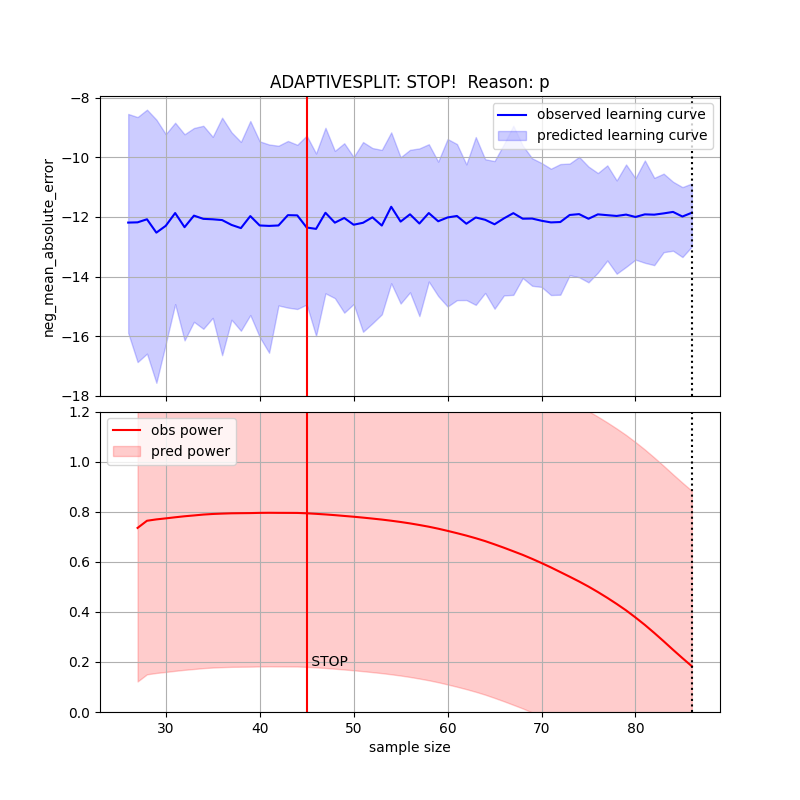 ADAPTIVESPLIT: STOP!  Reason: p
−8
−10
−12
−14
−16
−18
neg_mean_absolute_error
observed learning curve
predicted learning curve
1.2
1.0
0.8
0.6
0.4
0.2
0.0
obs power
pred power
STOP
30 40 50 60 70 80
sample size